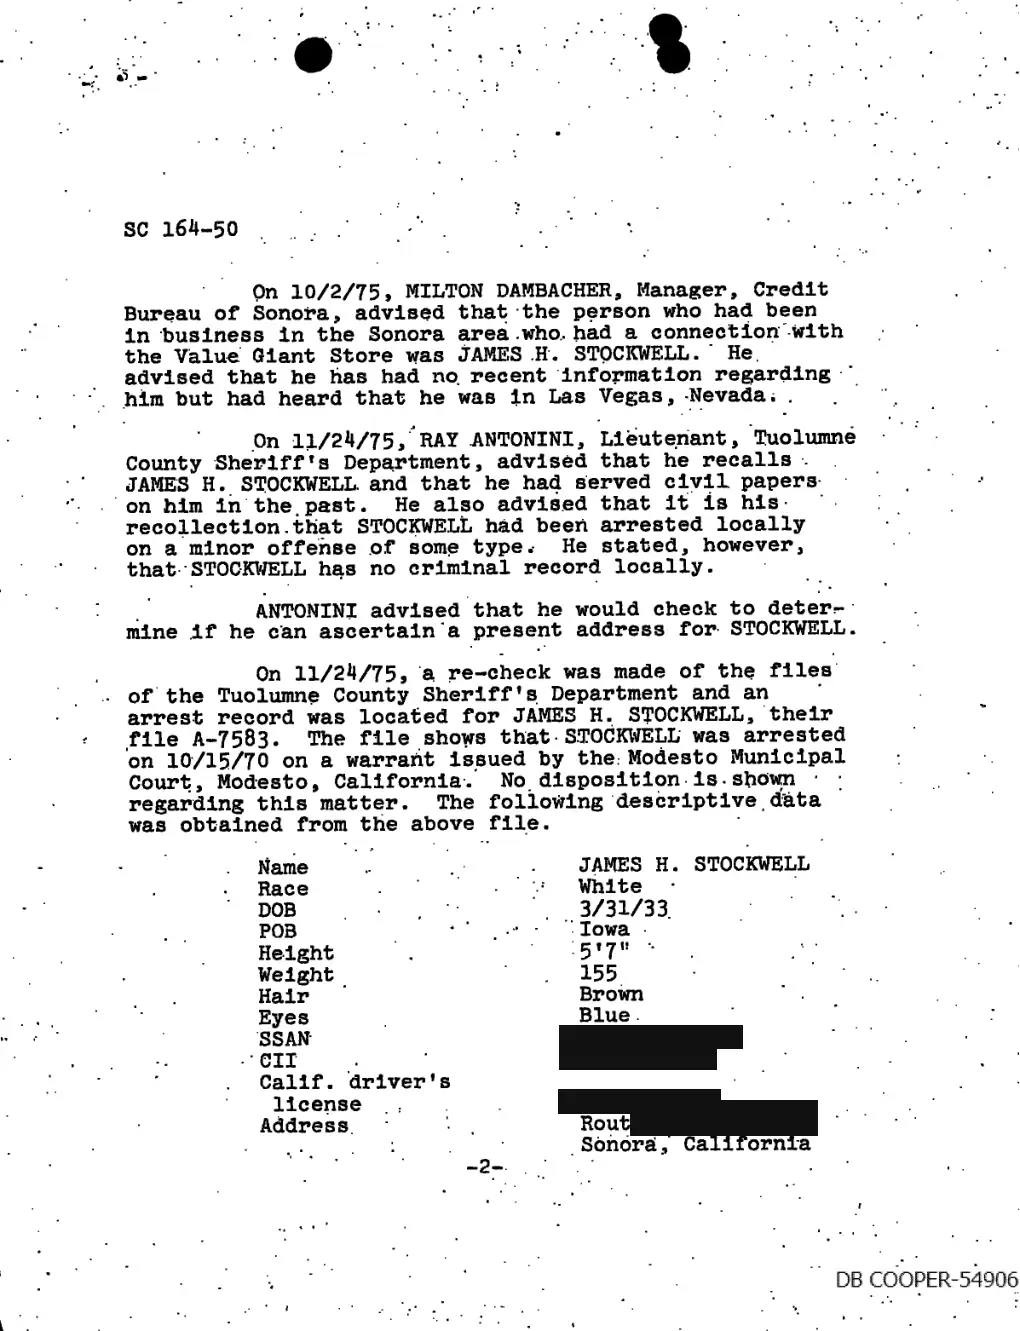 SC 164-50
On 10/2/75, MILTON DAMBACHER, Manager, Credit
Bureau of Sonora, advised that the person who had been
in business in the Sonora area who had a connection with
the Value Giant Store was JAMES H. STOCKWELL. He
advised that he has had no recent information regarding
him but had heard that he was in Las Vegas, Nevada.
On 11/24/75, RAY ANTONINI, Lieutenant, Tuolumne
County Sheriff's Department, advised that he recalls
JAMES H. STOCKWELL and that he had served civil papers
on him in the past. He also advised that it is his
recollection that STOCKWELL had been arrested locally
on a minor offense of some type. He stated, however,
that STOCKWELL has no criminal record locally.
ANTONINI advised that he would check to deter-
mine if he can ascertain a present address for STOCKWELL.
On 11/24/75, a re-check was made of the files
of the Tuolumne County Sheriff's Department and an
arrest record was located for JAMES H. STOCKWELL, their
file A-7583. The file shows that STOCKWELL was arrested
on 10/15/70 on a warrant issued by the Modesto Municipal
Court, Modesto, California. No disposition is shown
regarding this matter. The following descriptive data
was obtained from the above file.
Name JAMES H. STOCKWELL
Race White
DOB 3/31/33
POB Iowa
Height 5'7"
Weight 155
Hair Brown
Eyes Blue
SSAN
CII
Calif. driver's
license
Address Rout
Sonora, California
-2-
DB COOPER-54906